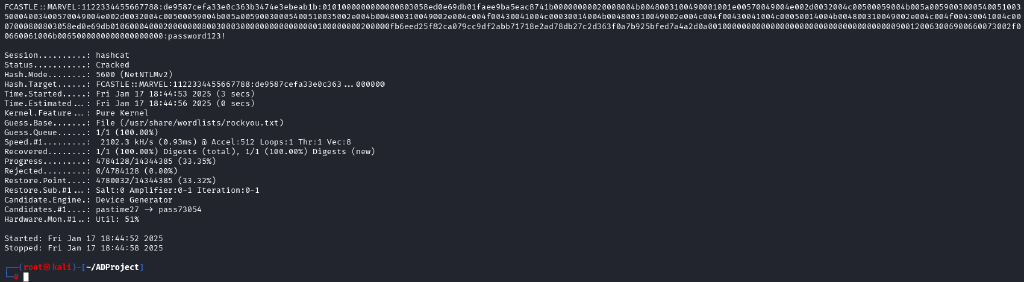 FCASTLE::MARVEL:1122334455667788:de9587cefa33e0c363b3474e3ebeab1b:
0660061006b00650000000000000000000:password123!
Session..........: hashcat
Status...........: Cracked
Hash.Mode........: 5600 (NetNTLMv2)
Hash.Target......: FCASTLE::MARVEL:1122334455667788:de9587cefa33e0c363...000000
Time.Started.....: Fri Jan 17 18:44:53 2025 (3 secs)
Time.Estimated...: Fri Jan 17 18:44:56 2025 (0 secs)
Kernel.Feature...: Pure Kernel
Guess.Base.......: File (/usr/share/wordlists/rockyou.txt)
Guess.Queue......: 1/1 (100.00%)
Speed.#1.........: 2102.3 kH/s (0.93ms) @ Accel:512 Loops:1 Thr:1 Vec:8
Recovered........: 1/1 (100.00%) Digests (total), 1/1 (100.00%) Digests (new)
Progress.........: 4784128/14344385 (33.35%)
Rejected.........: 0/4784128 (0.00%)
Restore.Point....: 4780032/14344385 (33.32%)
Restore.Sub.#1...: Salt:0 Amplifier:0-1 Iteration:0-1
Candidate.Engine.: Device Generator
Candidates.#1....: pastime27 -> pass73054
Hardware.Mon.#1..: Util: 51%
Started: Fri Jan 17 18:44:52 2025
Stopped: Fri Jan 17 18:44:58 2025
┌──(root㉿kali)-[~/ADProject]
└─#